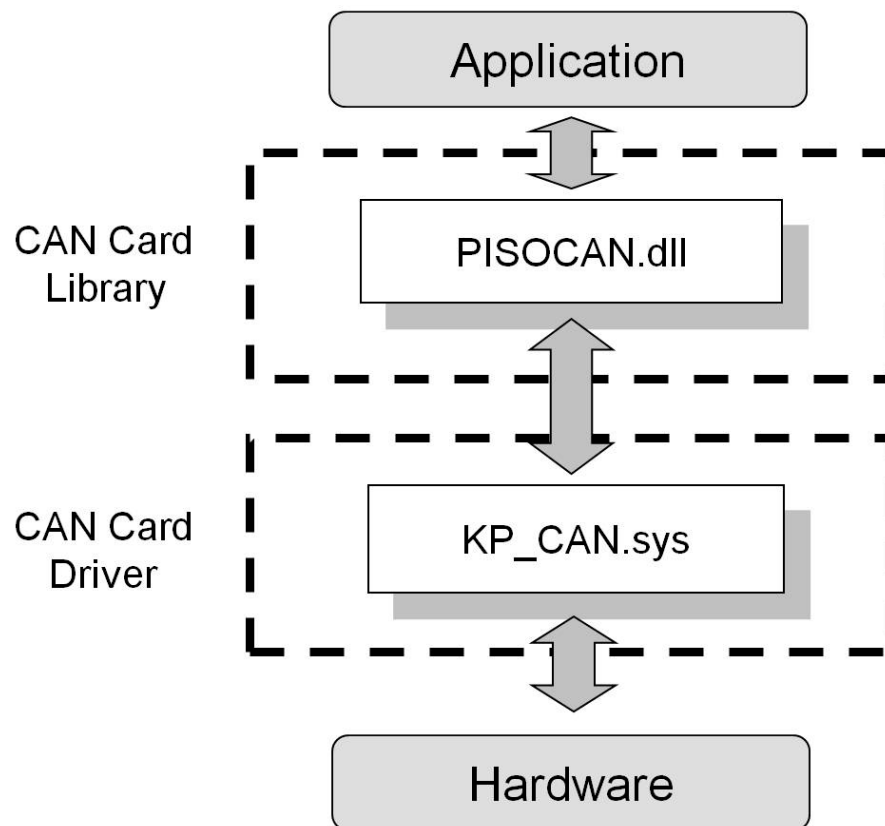 Application
CAN Card
Library
PISOCAN.dll
CAN Card
Driver
KP_CAN.sys
Hardware